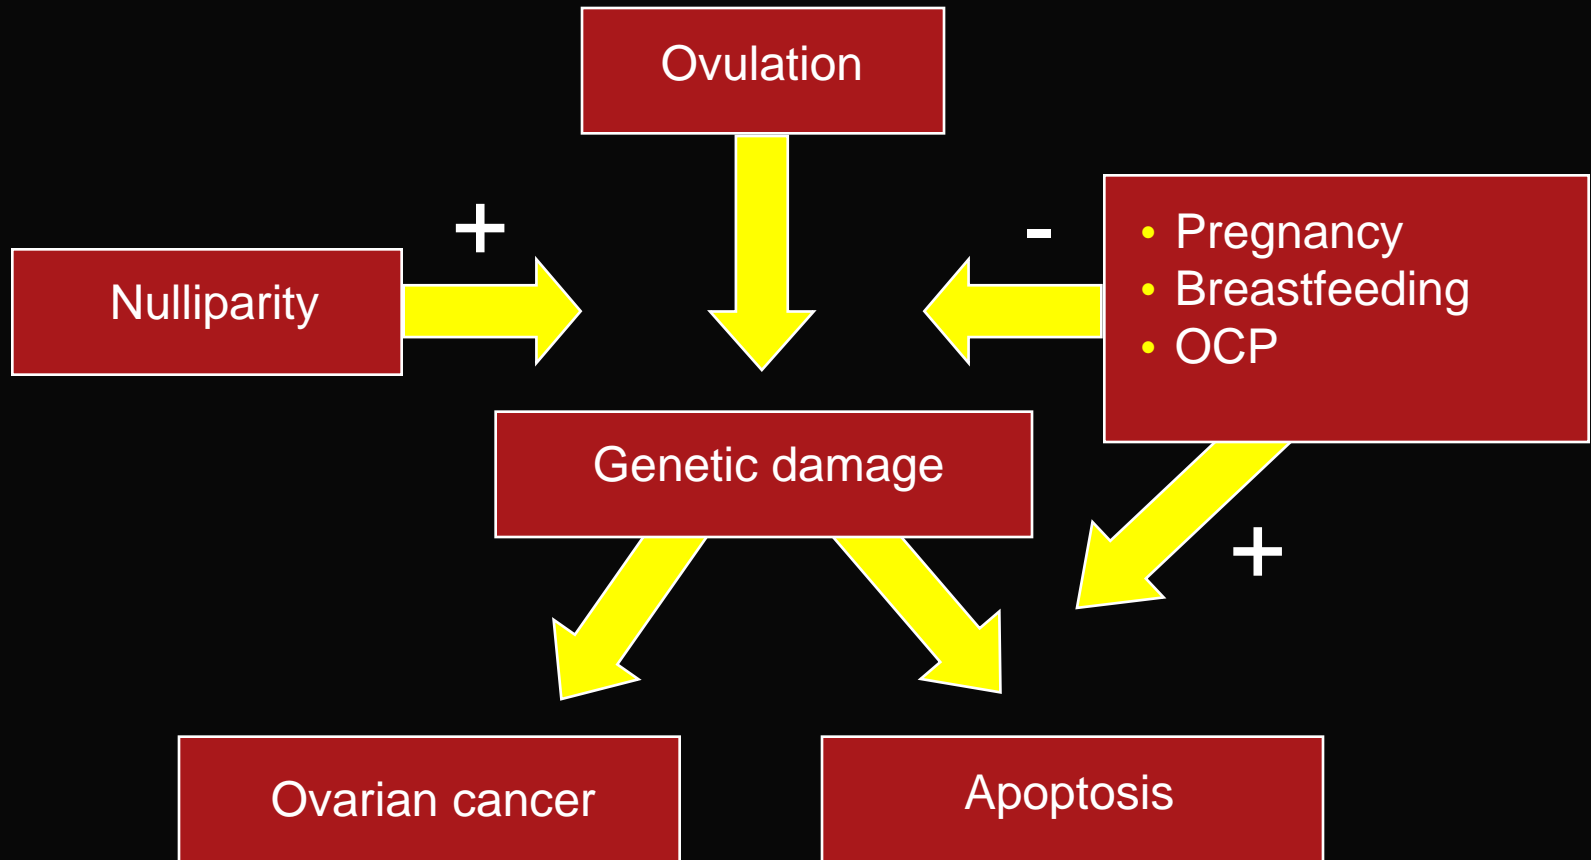 Ovulation
+
-
• Pregnancy
• Breastfeeding
• OCP
Nulliparity
Genetic damage
+
Ovarian cancer
Apoptosis